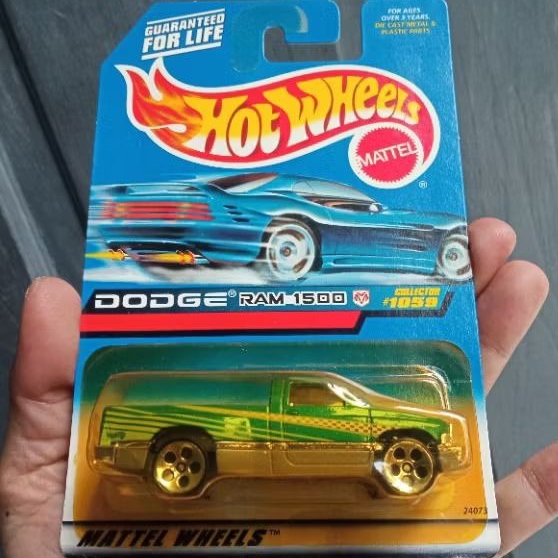 GUARANTEED
FOR LIFE
FOR AGES
OVER 3 YEARS.
DIE CAST METAL &
PLASTIC PARTS
HOT WHEELS
MATTEL
®
DODGE® RAM 1500
COLLECTOR
#1059
24073
MATTEL WHEELS™